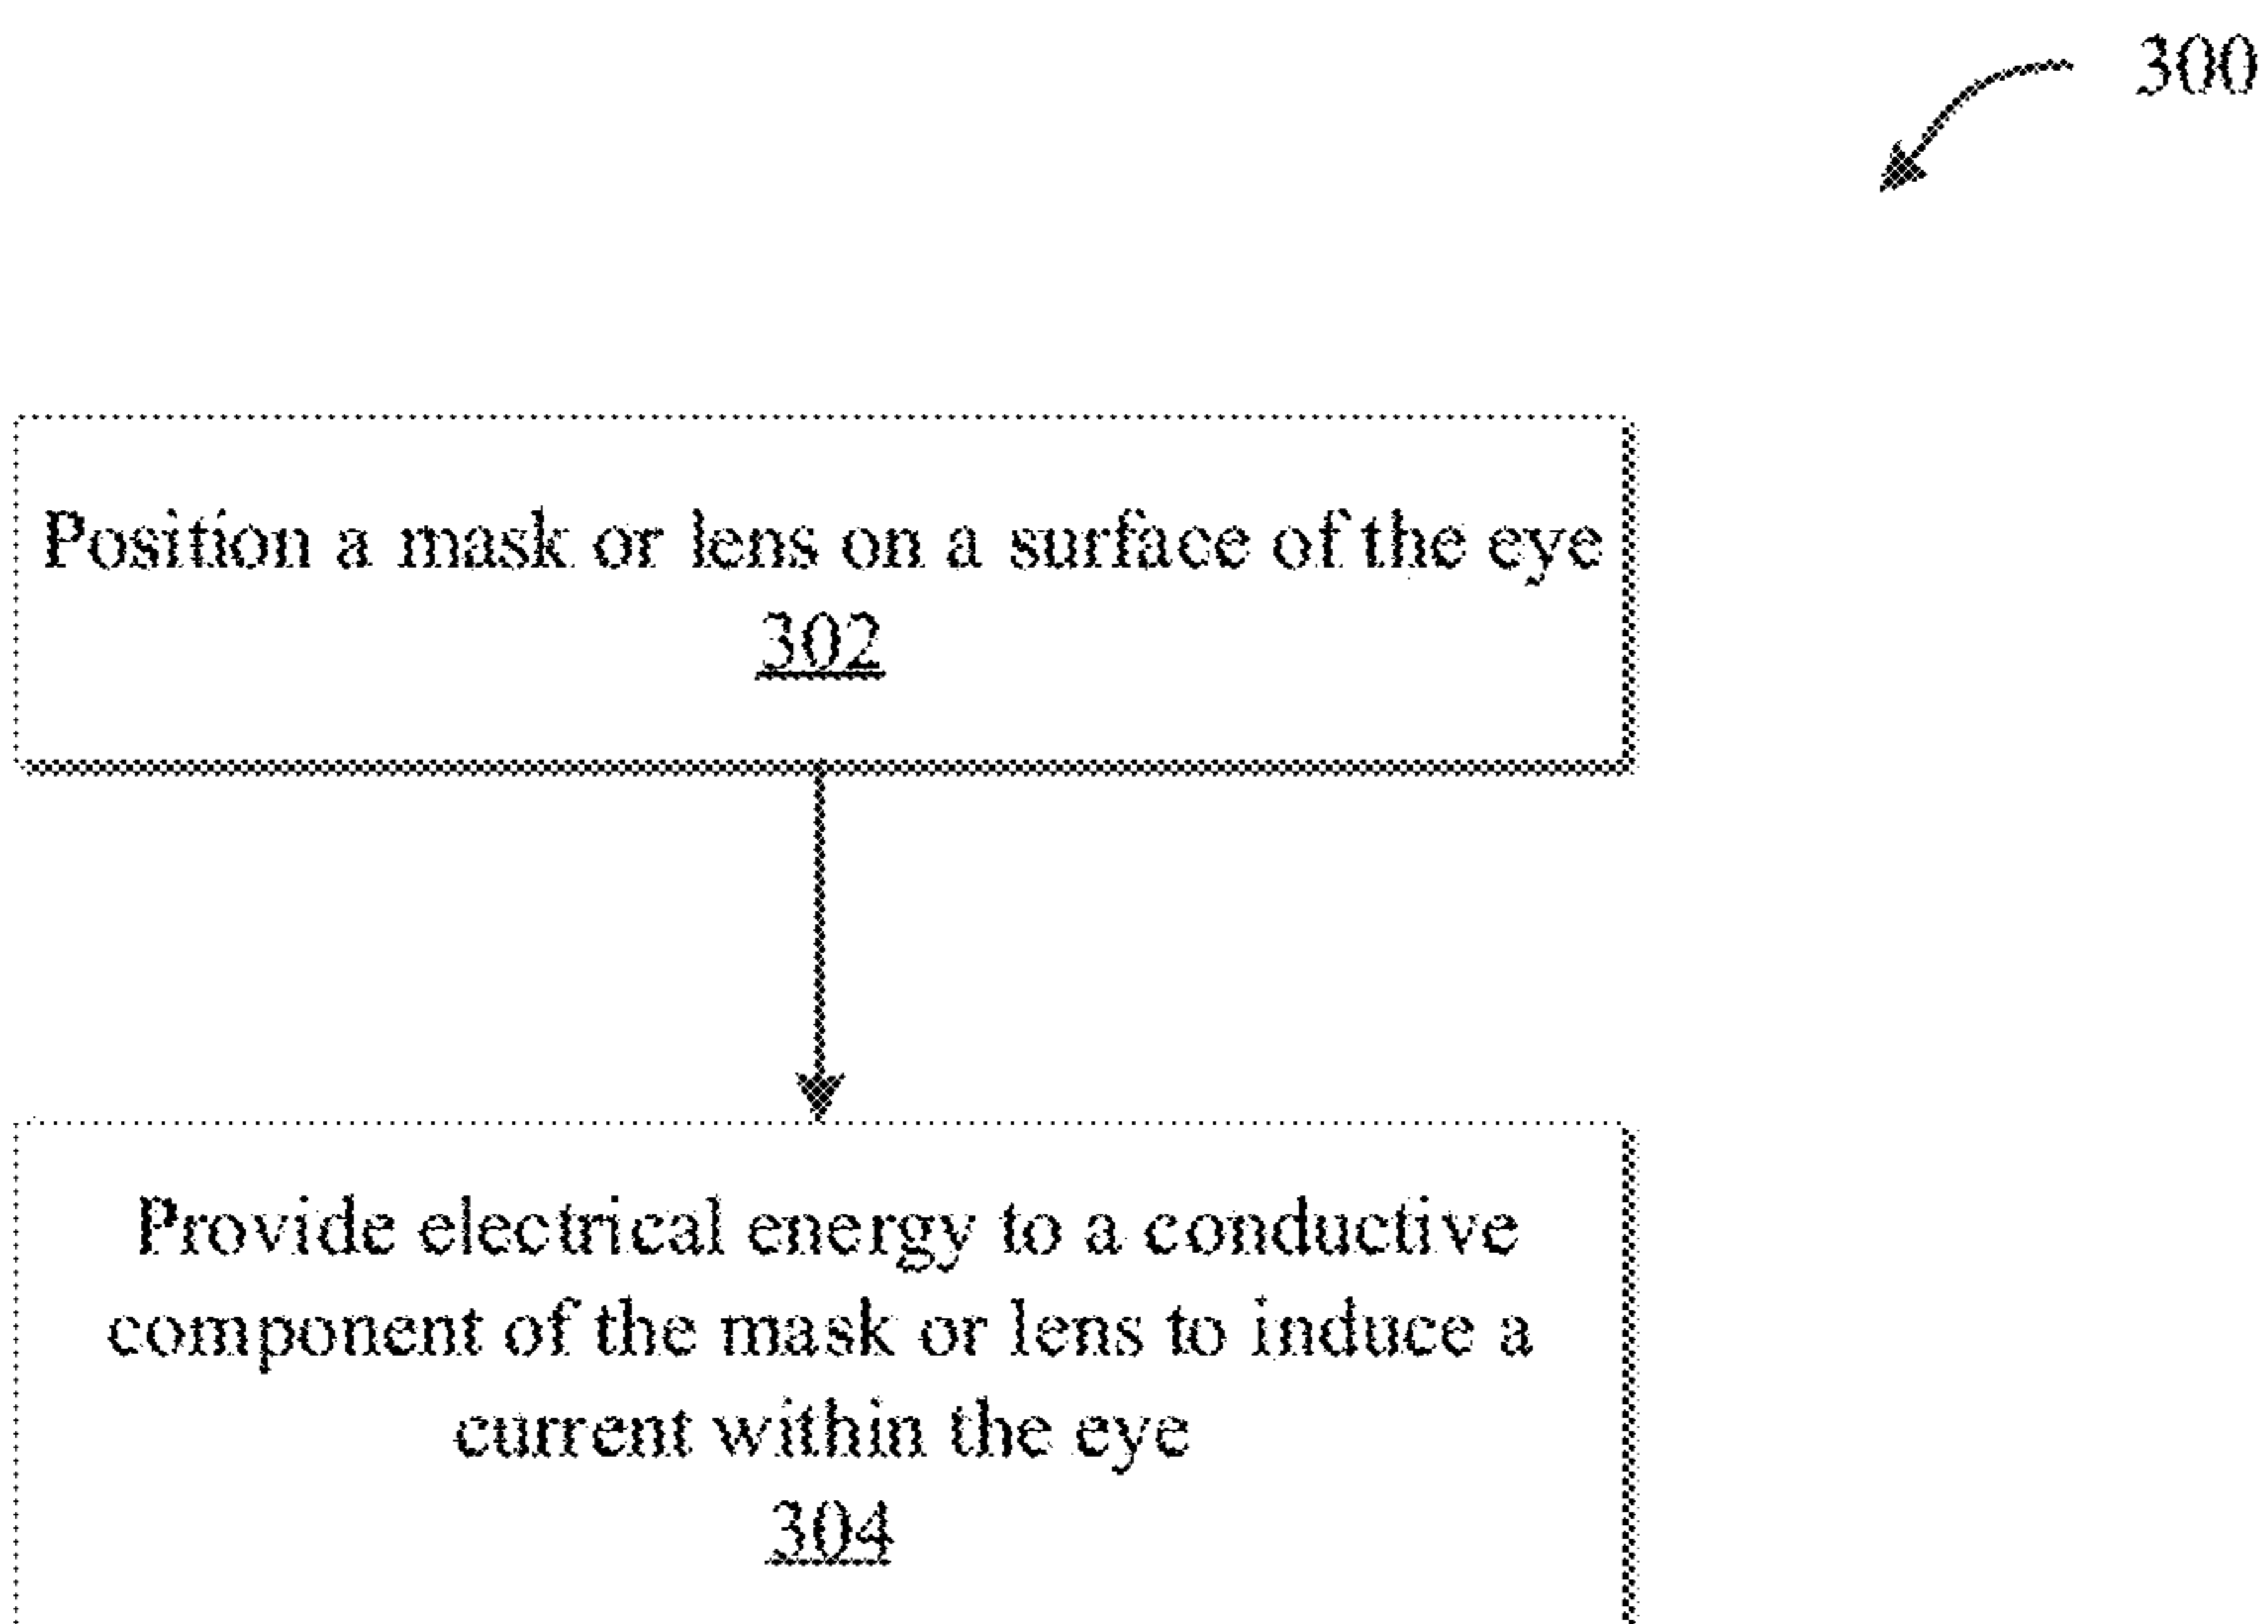 300
Position a mask or lens on a surface of the eye
302
Provide electrical energy to a conductive
component of the mask or lens to induce a
current within the eye
304